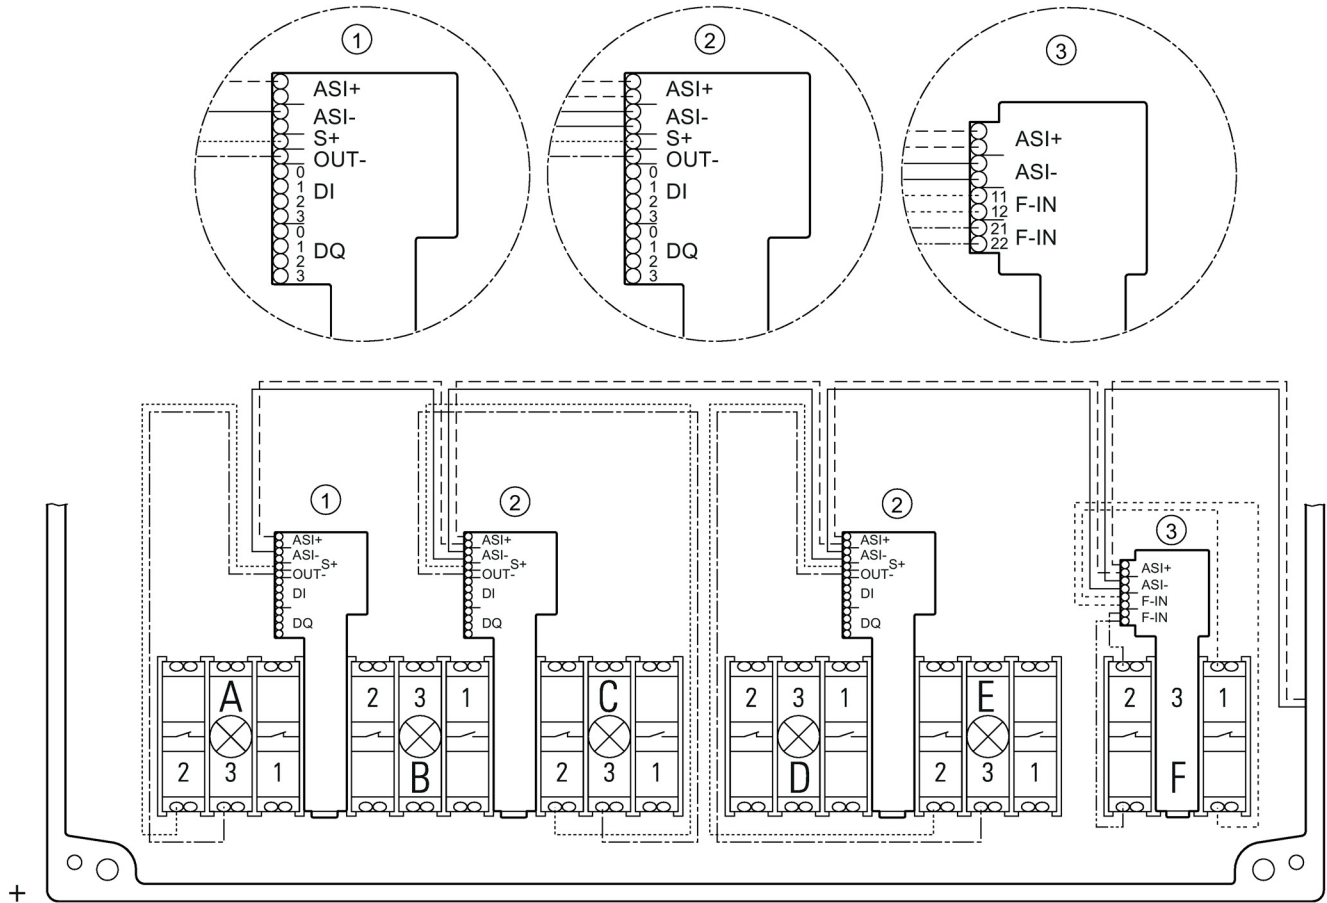 1
ASI+
ASI-
S+
OUT-
0
1 DI
2
3
0
1 DQ
2
3
2
ASI+
ASI-
S+
OUT-
0
1 DI
2
3
0
1 DQ
2
3
3
ASI+
ASI-
11
12 F-IN
21
22 F-IN
1
ASI+
ASI-
S+
OUT-
DI
DQ
2
ASI+
ASI-
S+
OUT-
DI
DQ
2
ASI+
ASI-
S+
OUT-
DI
DQ
3
ASI+
ASI-
F-IN
F-IN
A
2 3 1
2 3 1
B
C
2 3 1
2 3 1
D
E
2 3 1
2 3 1
F
+